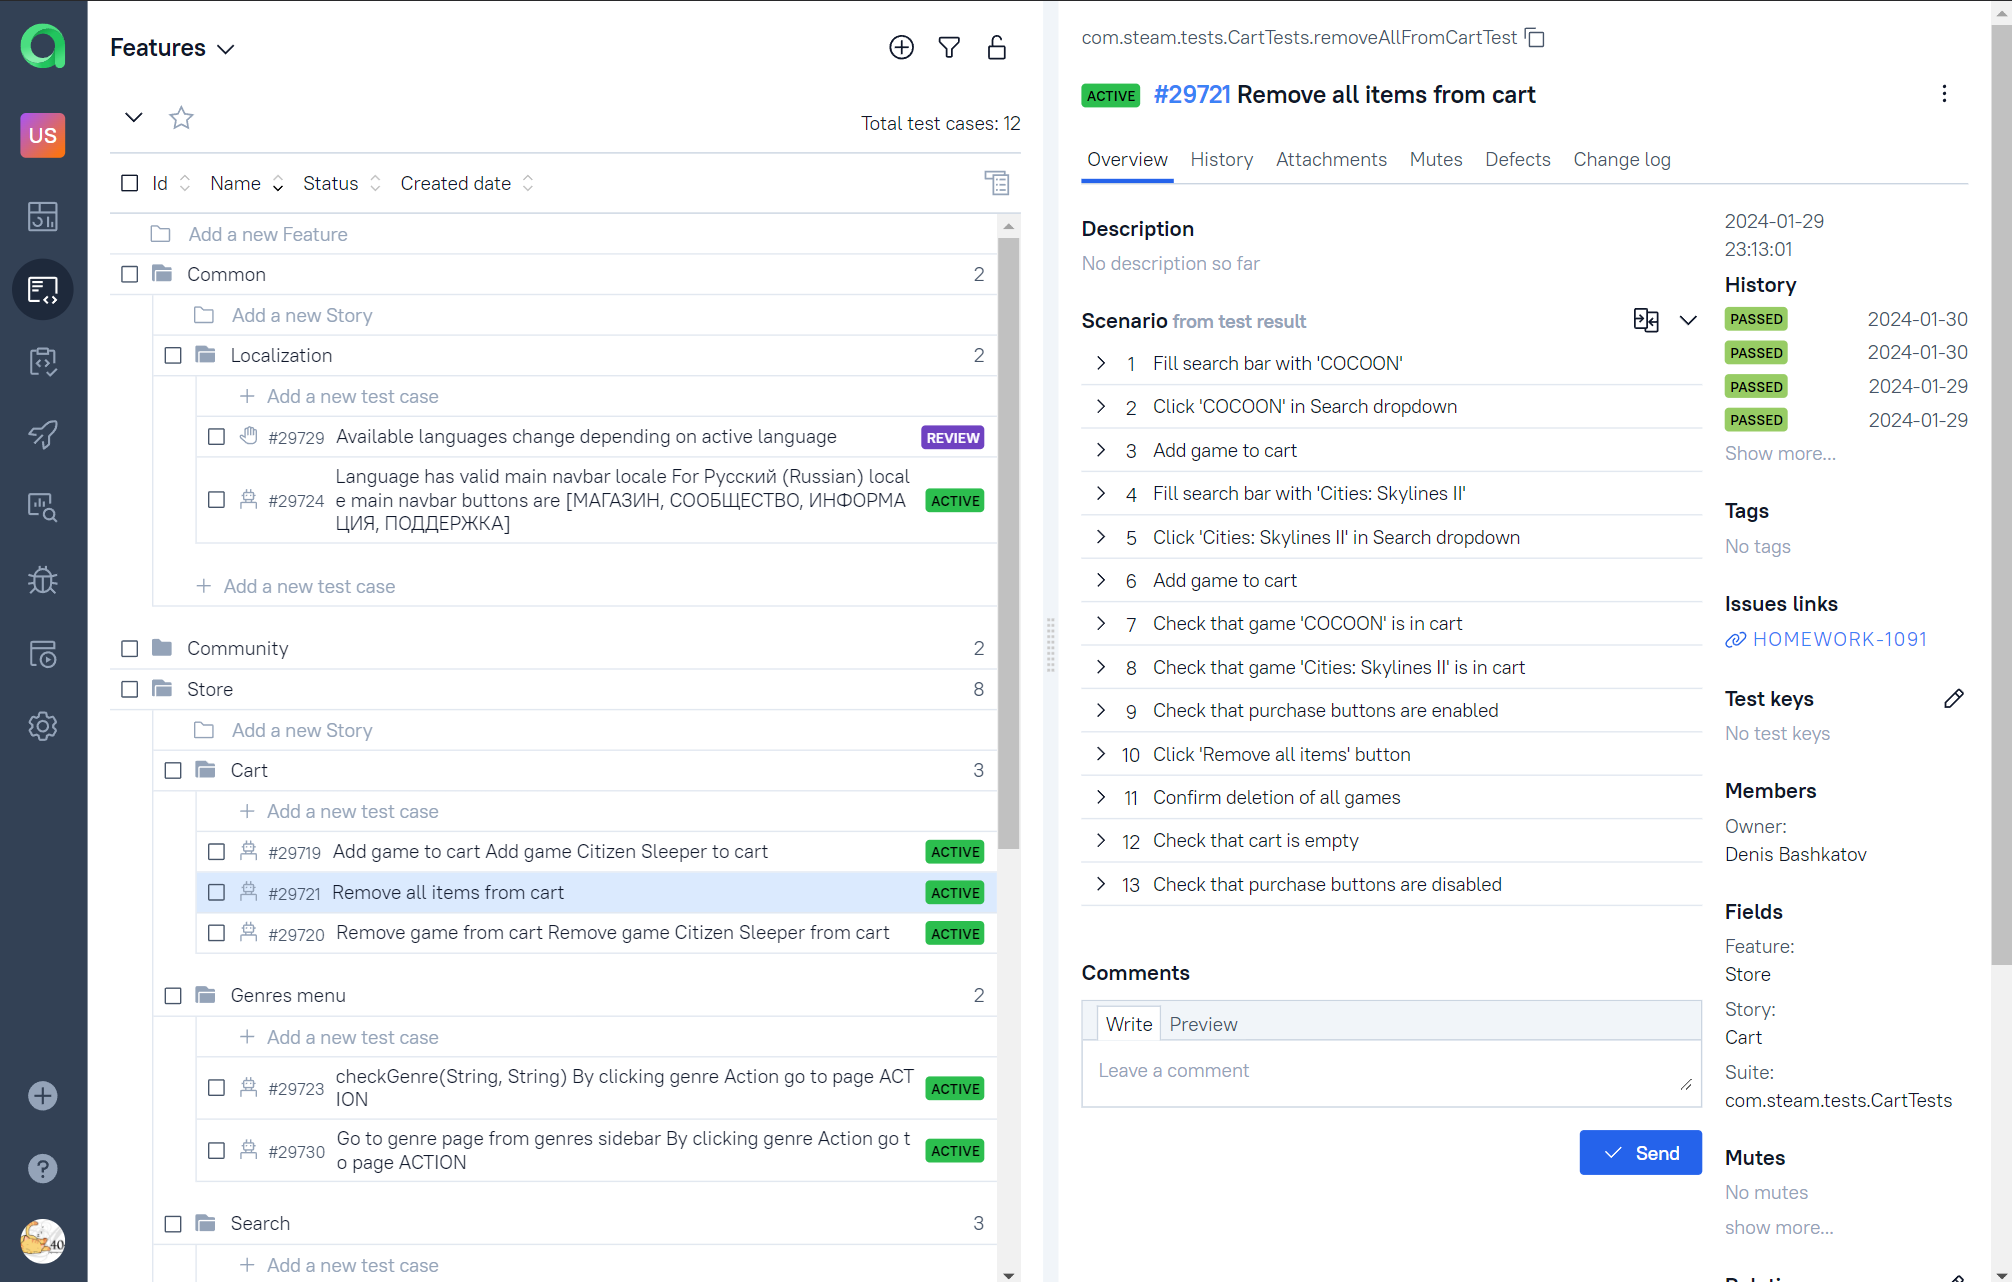 US
Features
Total test cases: 12
Id Name Status Created date
Add a new Feature
Common 2
Add a new Story
Localization 2
Add a new test case
#29729 Available languages change depending on active language REVIEW
#29724 Language has valid main navbar locale For Русский (Russian) local
e main navbar buttons are [МАГАЗИН, СООБЩЕСТВО, ИНФОРМА
ЦИЯ, ПОДДЕРЖКА]
ACTIVE
Add a new test case
Community 2
Store 8
Add a new Story
Cart 3
Add a new test case
#29719 Add game to cart Add game Citizen Sleeper to cart ACTIVE
#29721 Remove all items from cart ACTIVE
#29720 Remove game from cart Remove game Citizen Sleeper from cart ACTIVE
Genres menu 2
Add a new test case
#29723 checkGenre(String, String) By clicking genre Action go to page ACT
ION
ACTIVE
#29730 Go to genre page from genres sidebar By clicking genre Action go t
o page ACTION
ACTIVE
Search 3
Add a new test case
40
com.steam.tests.CartTests.removeAllFromCartTest
ACTIVE #29721 Remove all items from cart
Overview History Attachments Mutes Defects Change log
Description
No description so far
Scenario from test result
1 Fill search bar with 'COCOON'
2 Click 'COCOON' in Search dropdown
3 Add game to cart
4 Fill search bar with 'Cities: Skylines II'
5 Click 'Cities: Skylines II' in Search dropdown
6 Add game to cart
7 Check that game 'COCOON' is in cart
8 Check that game 'Cities: Skylines II' is in cart
9 Check that purchase buttons are enabled
10 Click 'Remove all items' button
11 Confirm deletion of all games
12 Check that cart is empty
13 Check that purchase buttons are disabled
Comments
Write Preview
Leave a comment
Send
2024-01-29
23:13:01
History
PASSED 2024-01-30
PASSED 2024-01-30
PASSED 2024-01-29
PASSED 2024-01-29
Show more...
Tags
No tags
Issues links
HOMEWORK-1091
Test keys
No test keys
Members
Owner:
Denis Bashkatov
Fields
Feature:
Store
Story:
Cart
Suite:
com.steam.tests.CartTests
Mutes
No mutes
show more...